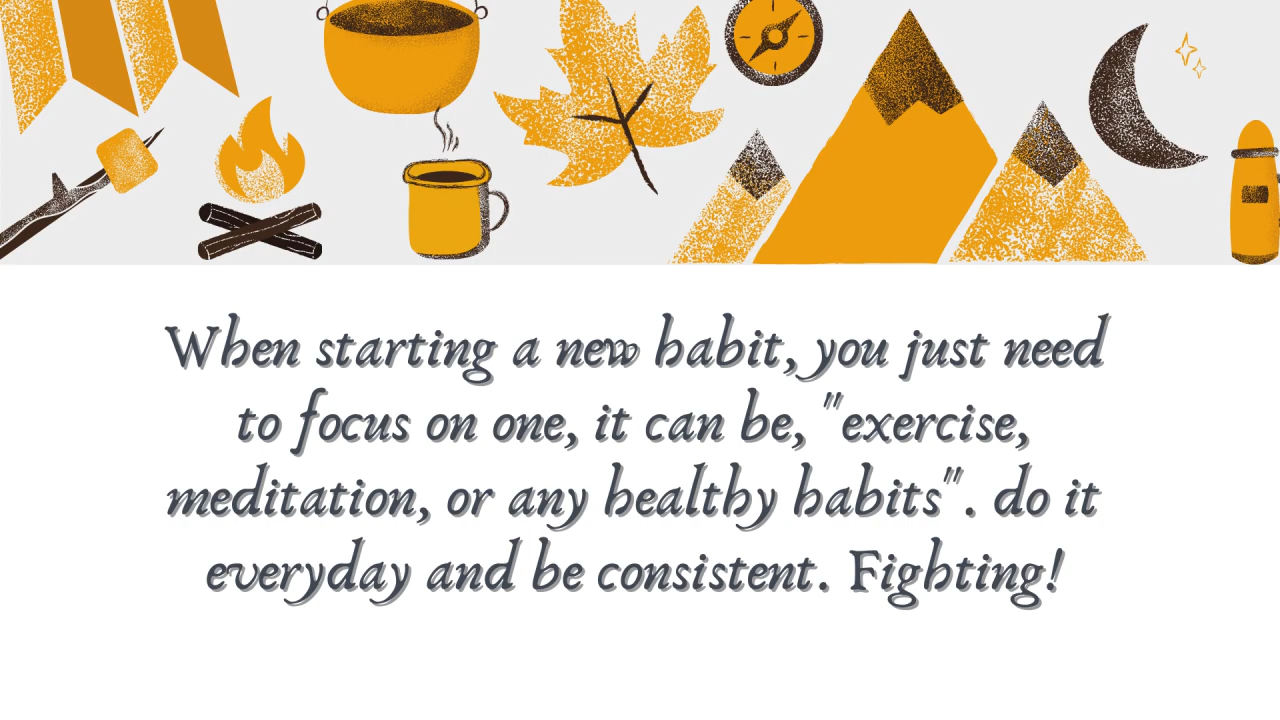 When starting a new habit, you just need
to focus on one, it can be, "exercise,
meditation, or any healthy habits". do it
everyday and be consistent. Fighting!